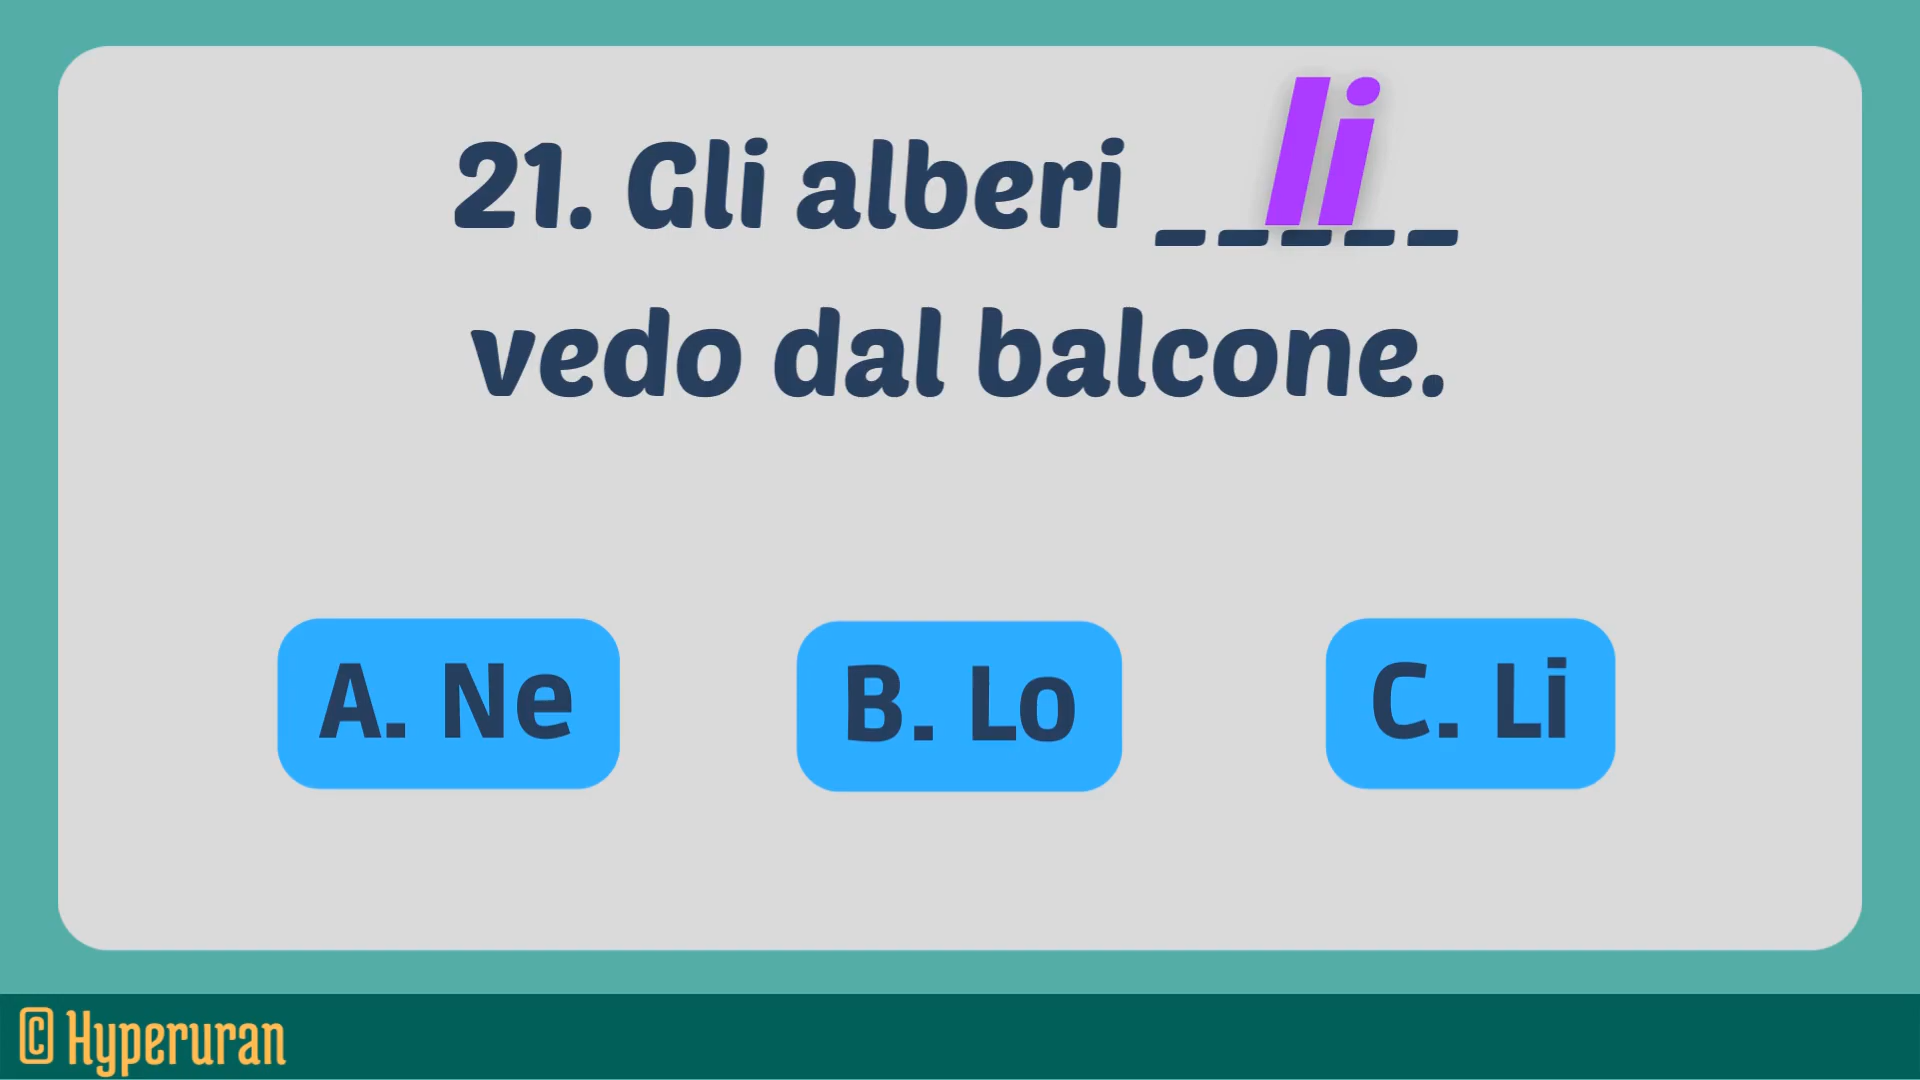 21. Gli alberi _____ li
vedo dal balcone.
A. Ne
B. Lo
C. Li
© Hyperuran